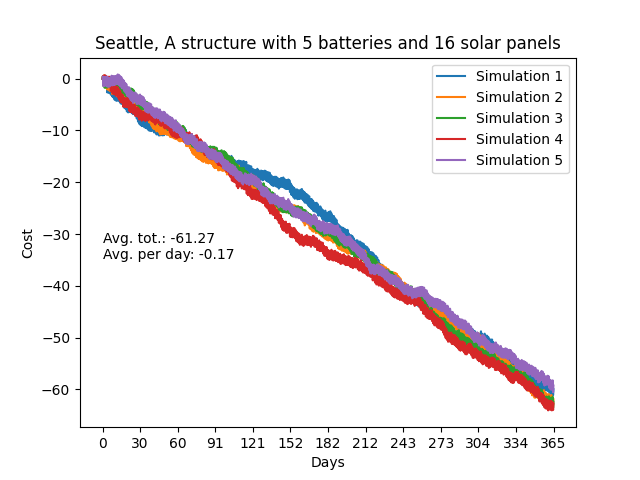 Seattle, A structure with 5 batteries and 16 solar panels
Simulation 1
Simulation 2
Simulation 3
Simulation 4
Simulation 5
Cost
0
−10
−20
−30
−40
−50
−60
Avg. tot.: -61.27
Avg. per day: -0.17
0 30 60 91 121 152 182 212 243 273 304 334 365
Days